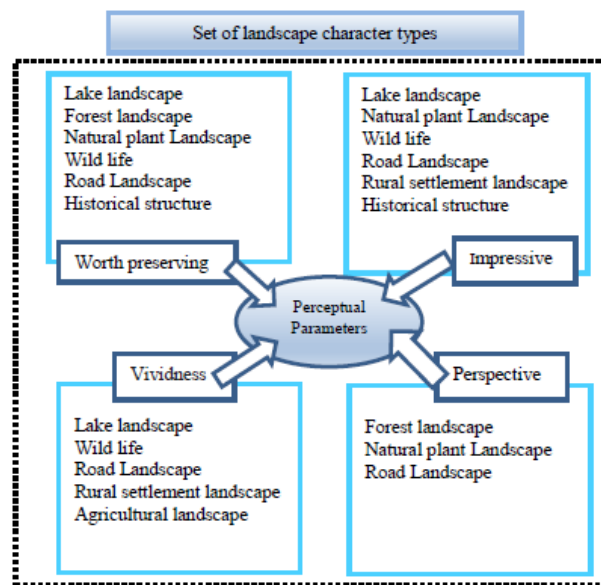 Set of landscape character types
Lake landscape
Forest landscape
Natural plant Landscape
Wild life
Road Landscape
Historical structure
Worth preserving
Lake landscape
Natural plant Landscape
Wild life
Road Landscape
Rural settlement landscape
Historical structure
Impressive
Perceptual
Parameters
Vividness
Lake landscape
Wild life
Road Landscape
Rural settlement landscape
Agricultural landscape
Perspective
Forest landscape
Natural plant Landscape
Road Landscape